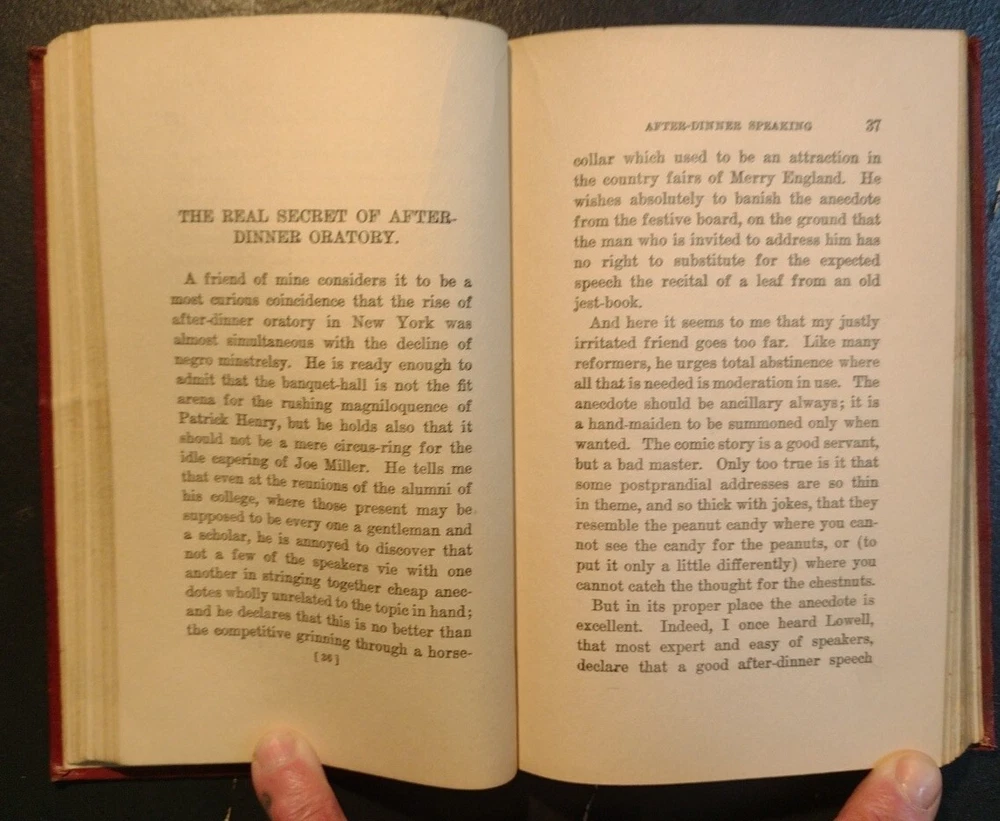 THE REAL SECRET OF AFTER-
DINNER ORATORY.
A friend of mine considers it to be a
most curious coincidence that the rise of
after-dinner oratory in New York was
almost simultaneous with the decline of
negro minstrelsy. He is ready enough to
admit that the banquet-hall is not the fit
arena for the rushing magniloquence of
Patrick Henry, but he holds also that it
should not be a mere circus-ring for the
idle capering of Joe Miller. He tells me
that even at the reunions of the alumni of
his college, where those present may be
supposed to be every one a gentleman and
a scholar, he is annoyed to discover that
not a few of the speakers vie with one
another in stringing together cheap anec-
dotes wholly unrelated to the topic in hand;
and he declares that this is no better than
the competitive grinning through a horse-
[36]
AFTER-DINNER SPEAKING 37
collar which used to be an attraction in
the country fairs of Merry England. He
wishes absolutely to banish the anecdote
from the festive board, on the ground that
the man who is invited to address him has
no right to substitute for the expected
speech the recital of a leaf from an old
jest-book.
And here it seems to me that my justly
irritated friend goes too far. Like many
reformers, he urges total abstinence where
all that is needed is moderation in use. The
anecdote should be ancillary always; it is
a hand-maiden to be summoned only when
wanted. The comic story is a good servant,
but a bad master. Only too true is it that
some postprandial addresses are so thin
in theme, and so thick with jokes, that they
resemble the peanut candy where you can-
not see the candy for the peanuts, or (to
put it only a little differently) where you
cannot catch the thought for the chestnuts.
But in its proper place the anecdote is
excellent. Indeed, I once heard Lowell,
that most expert and easy of speakers,
declare that a good after-dinner speech